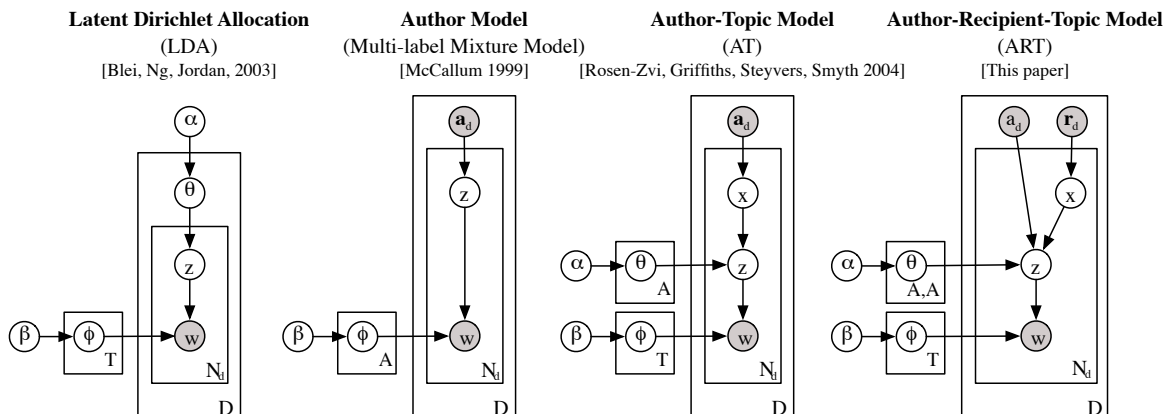 Latent Dirichlet Allocation
(LDA)
[Blei, Ng, Jordan, 2003]
α
θ
z
β
ϕ
T
w
N_d
D
Author Model
(Multi-label Mixture Model)
[McCallum 1999]
a_d
z
β
ϕ
A
w
N_d
D
Author-Topic Model
(AT)
[Rosen-Zvi, Griffiths, Steyvers, Smyth 2004]
a_d
x
α
θ
A
z
β
ϕ
T
w
N_d
D
Author-Recipient-Topic Model
(ART)
[This paper]
a_d
r_d
x
α
θ
A,A
z
β
ϕ
T
w
N_d
D